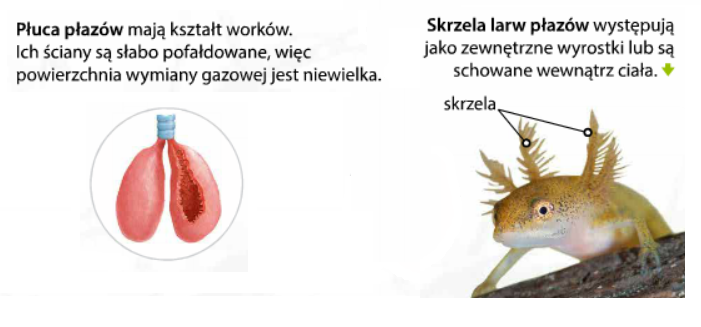 Płuca płazów mają kształt worków.
Ich ściany są słabo pofałdowane, więc
powierzchnia wymiany gazowej jest niewielka.
Skrzela larw płazów występują
jako zewnętrzne wyrostki lub są
schowane wewnątrz ciała.
skrzela